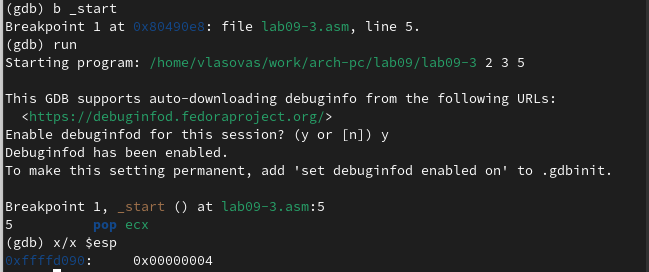 (gdb) b _start
Breakpoint 1 at 0x80490e8: file lab09-3.asm, line 5.
(gdb) run
Starting program: /home/vlasovas/work/arch-pc/lab09/lab09-3 2 3 5
This GDB supports auto-downloading debuginfo from the following URLs:
<https://debuginfod.fedoraproject.org/>
Enable debuginfod for this session? (y or [n]) y
Debuginfod has been enabled.
To make this setting permanent, add 'set debuginfod enabled on' to .gdbinit.
Breakpoint 1, _start () at lab09-3.asm:5
5 pop ecx
(gdb) x/x $esp
0xffffd090: 0x00000004